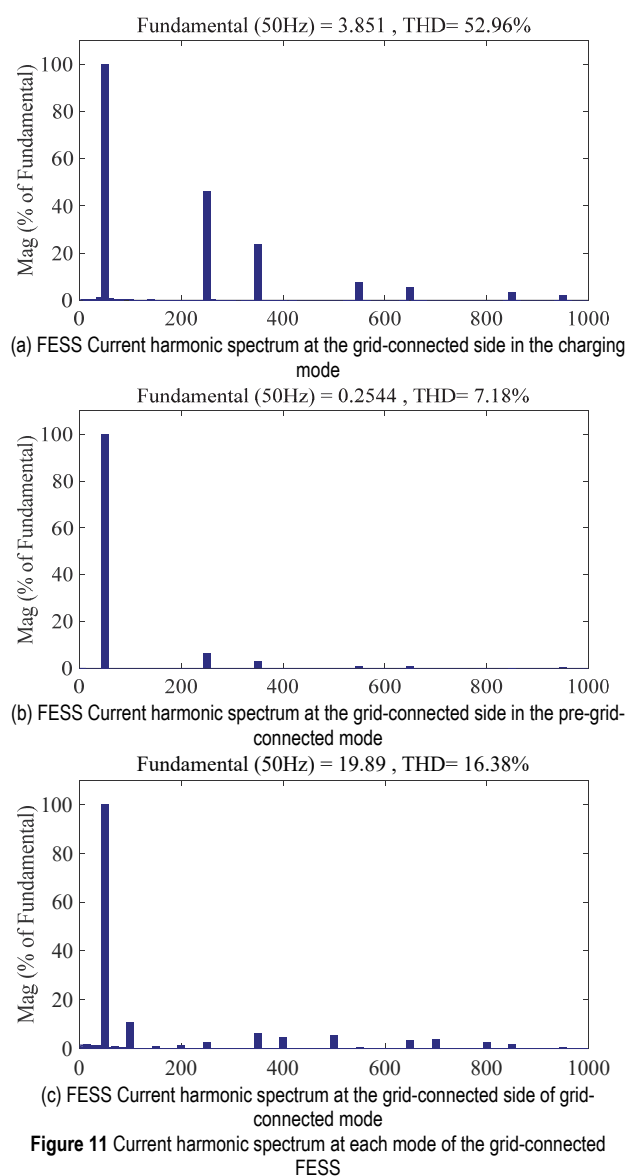 Fundamental (50Hz) = 3.851 , THD= 52.96%
100
80
60
40
20
0
Mag (% of Fundamental)
0 200 400 600 800 1000
(a) FESS Current harmonic spectrum at the grid-connected side in the charging
mode
Fundamental (50Hz) = 0.2544 , THD= 7.18%
100
80
60
40
20
0
Mag (% of Fundamental)
0 200 400 600 800 1000
(b) FESS Current harmonic spectrum at the grid-connected side in the pre-grid-
connected mode
Fundamental (50Hz) = 19.89 , THD= 16.38%
100
80
60
40
20
0
Mag (% of Fundamental)
0 200 400 600 800 1000
(c) FESS Current harmonic spectrum at the grid-connected side of grid-
connected mode
Figure 11 Current harmonic spectrum at each mode of the grid-connected
FESS